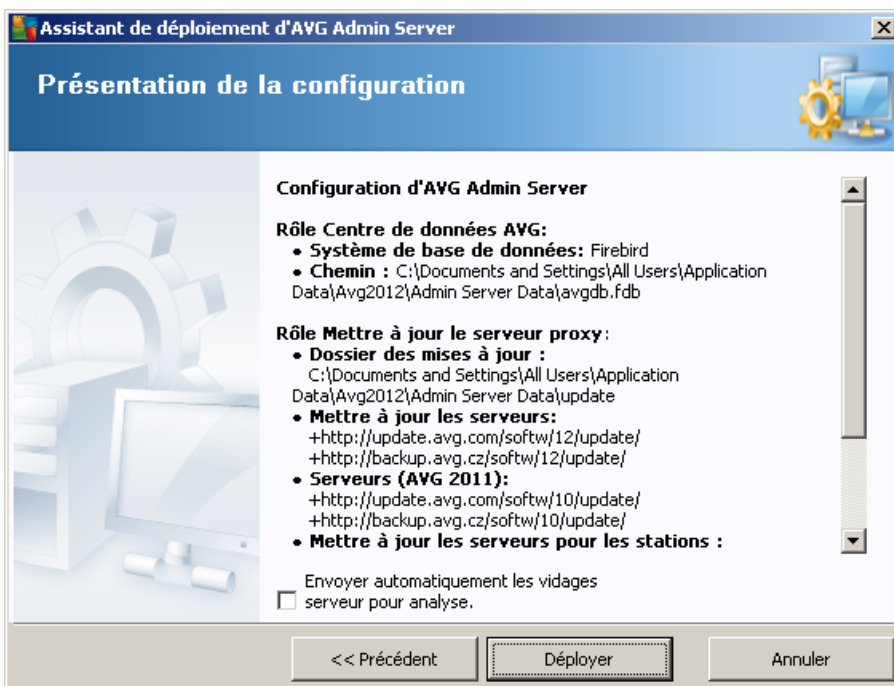 Assistant de déploiement d'AVG Admin Server
Présentation de la configuration
Configuration d'AVG Admin Server
Rôle Centre de données AVG:
• Système de base de données: Firebird
• Chemin : C:\Documents and Settings\All Users\Application
Data\Avg2012\Admin Server Data\avgdb.fdb
Rôle Mettre à jour le serveur proxy:
• Dossier des mises à jour :
C:\Documents and Settings\All Users\Application
Data\Avg2012\Admin Server Data\update
• Mettre à jour les serveurs:
+http://update.avg.com/softw/12/update/
+http://backup.avg.cz/softw/12/update/
• Serveurs (AVG 2011):
+http://update.avg.com/softw/10/update/
+http://backup.avg.cz/softw/10/update/
• Mettre à jour les serveurs pour les stations :
Envoyer automatiquement les vidages
serveur pour analyse.
<< Précédent
Déployer
Annuler